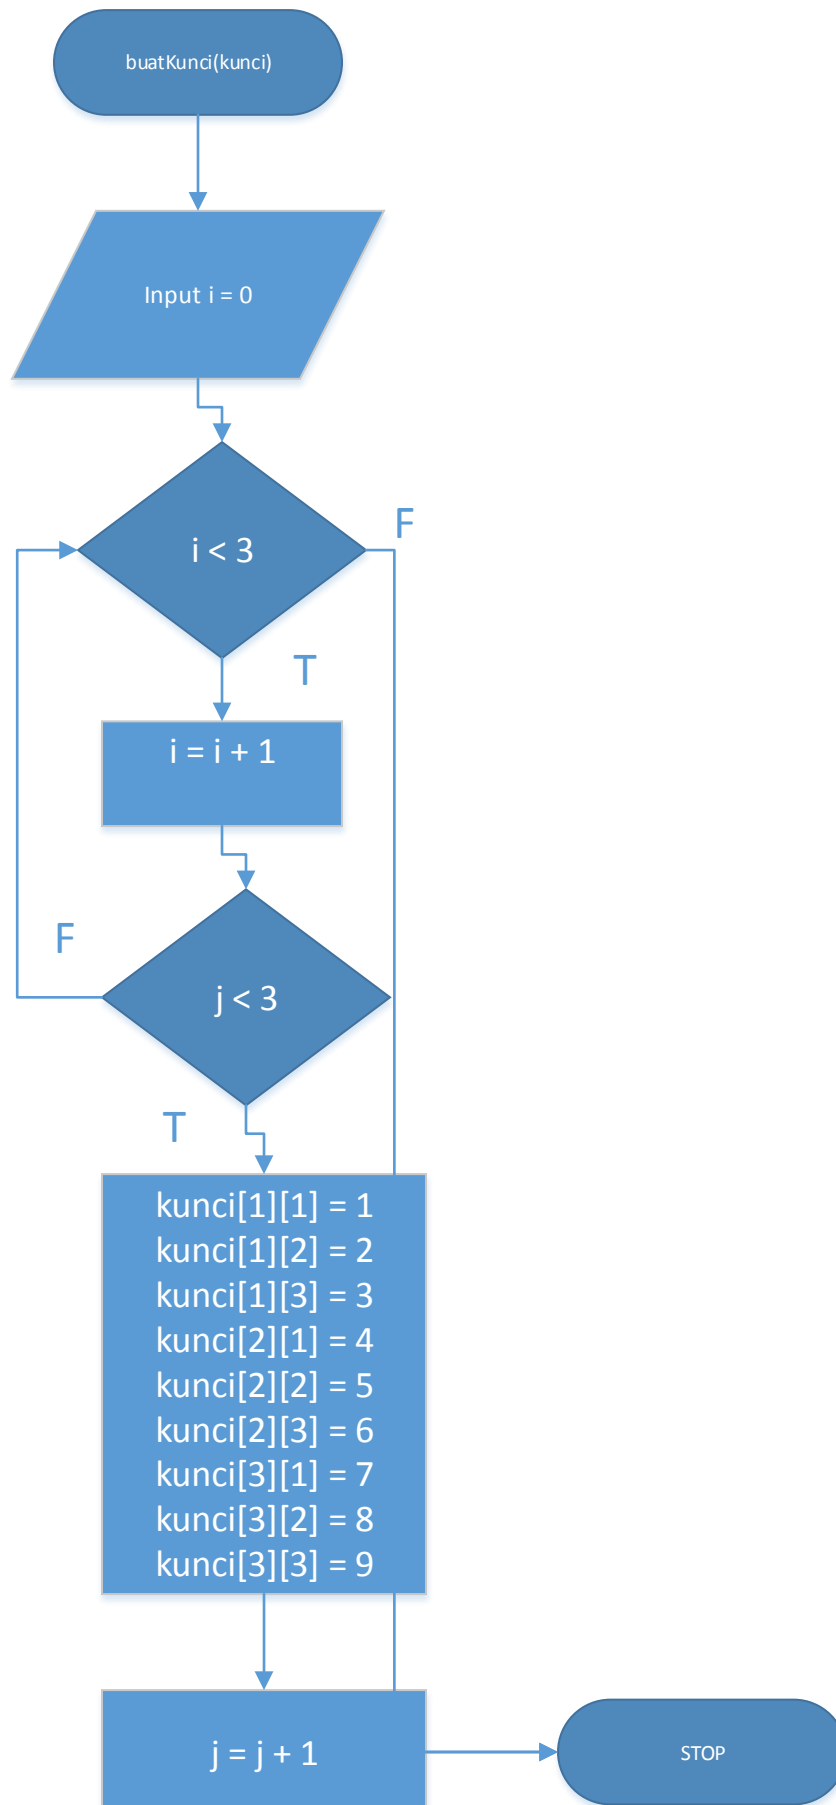 buatKunci(kunci)
Input i = 0
i < 3
F
T
i = i + 1
F
j < 3
T
kunci[1][1] = 1
kunci[1][2] = 2
kunci[1][3] = 3
kunci[2][1] = 4
kunci[2][2] = 5
kunci[2][3] = 6
kunci[3][1] = 7
kunci[3][2] = 8
kunci[3][3] = 9
j = j + 1
STOP